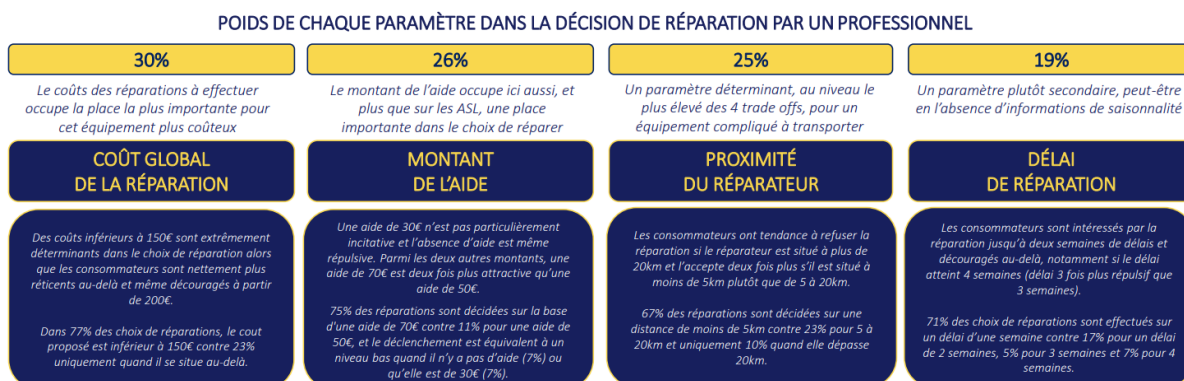 POIDS DE CHAQUE PARAMÈTRE DANS LA DÉCISION DE RÉPARATION PAR UN PROFESSIONNEL
30%
Le coûts des réparations à effectuer
occupe la place la plus importante pour
cet équipement plus coûteux
COÛT GLOBAL
DE LA RÉPARATION
Des coûts inférieurs à 150€ sont extrêmement
déterminants dans le choix de réparation alors
que les consommateurs sont nettement plus
réticents au-delà et même découragés à partir
de 200€.
Dans 77% des choix de réparations, le cout
proposé est inférieur à 150€ contre 23%
uniquement quand il se situe au-delà.
26%
Le montant de l'aide occupe ici aussi, et
plus que sur les ASL, une place
importante dans le choix de réparer
MONTANT
DE L'AIDE
Une aide de 30€ n'est pas particulièrement
incitative et l'absence d'aide est même
répulsive. Parmi les deux autres montants, une
aide de 70€ est deux fois plus attractive qu'une
aide de 50€.
75% des réparations sont décidées sur la base
d'une aide de 70€ contre 11% pour une aide de
50€, et le déclenchement est équivalent à un
niveau bas quand il n'y a pas d'aide (7%) ou
qu'elle est de 30€ (7%).
25%
Un paramètre déterminant, au niveau le
plus élevé des 4 trade offs, pour un
équipement compliqué à transporter
PROXIMITÉ
DU RÉPARATEUR
Les consommateurs ont tendance à refuser la
réparation si le réparateur est situé à plus de
20km et l'accepte deux fois plus s'il est situé à
moins de 5km plutôt que de 5 à 20km.
67% des réparations sont décidées sur une
distance de moins de 5km contre 23% pour 5 à
20km et uniquement 10% quand elle dépasse
20km.
19%
Un paramètre plutôt secondaire, peut-être
en l'absence d'informations de saisonnalité
DÉLAI
DE RÉPARATION
Les consommateurs sont intéressés par la
réparation jusqu'à deux semaines de délais et
découragés au-delà, notamment si le délai
atteint 4 semaines (délai 3 fois plus répulsif que
3 semaines).
71% des choix de réparations sont effectués sur
un délai d'une semaine contre 17% pour un délai
de 2 semaines, 5% pour 3 semaines et 7% pour 4
semaines.